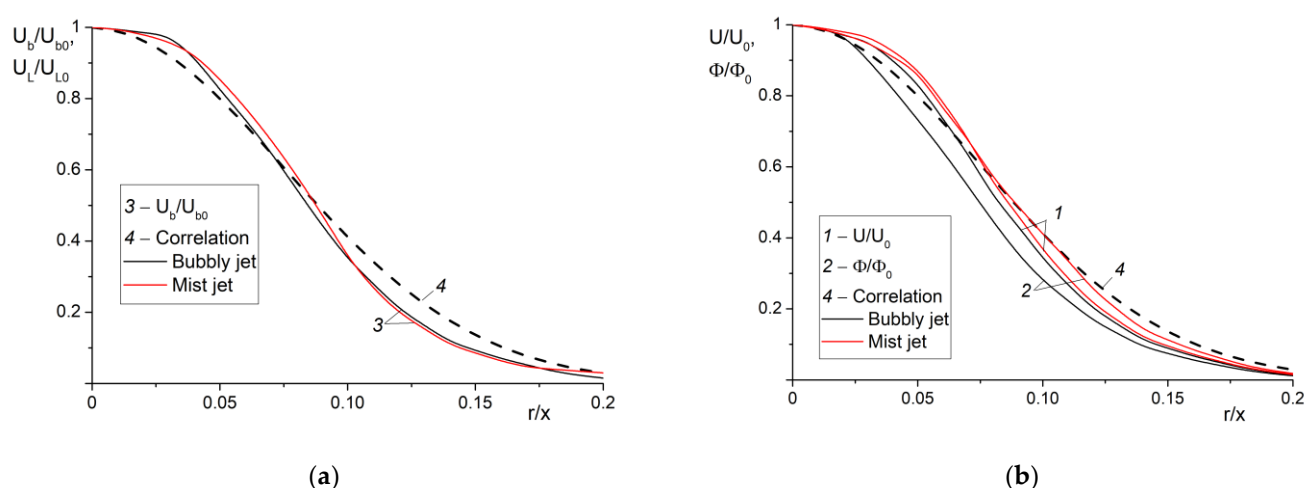 U_b/U_b0,
U_L/U_L0
1
0.8
0.6
0.4
0.2
3 – U_b/U_b0
4 – Correlation
Bubbly jet
Mist jet
4
3
0 0.05 0.10 0.15 0.2
r/x
(a)
U/U_0,
Φ/Φ_0
1
0.8
0.6
0.4
0.2
1 – U/U_0
2 – Φ/Φ_0
4 – Correlation
Bubbly jet
Mist jet
1
4
2
0 0.05 0.10 0.15 0.2
r/x
(b)